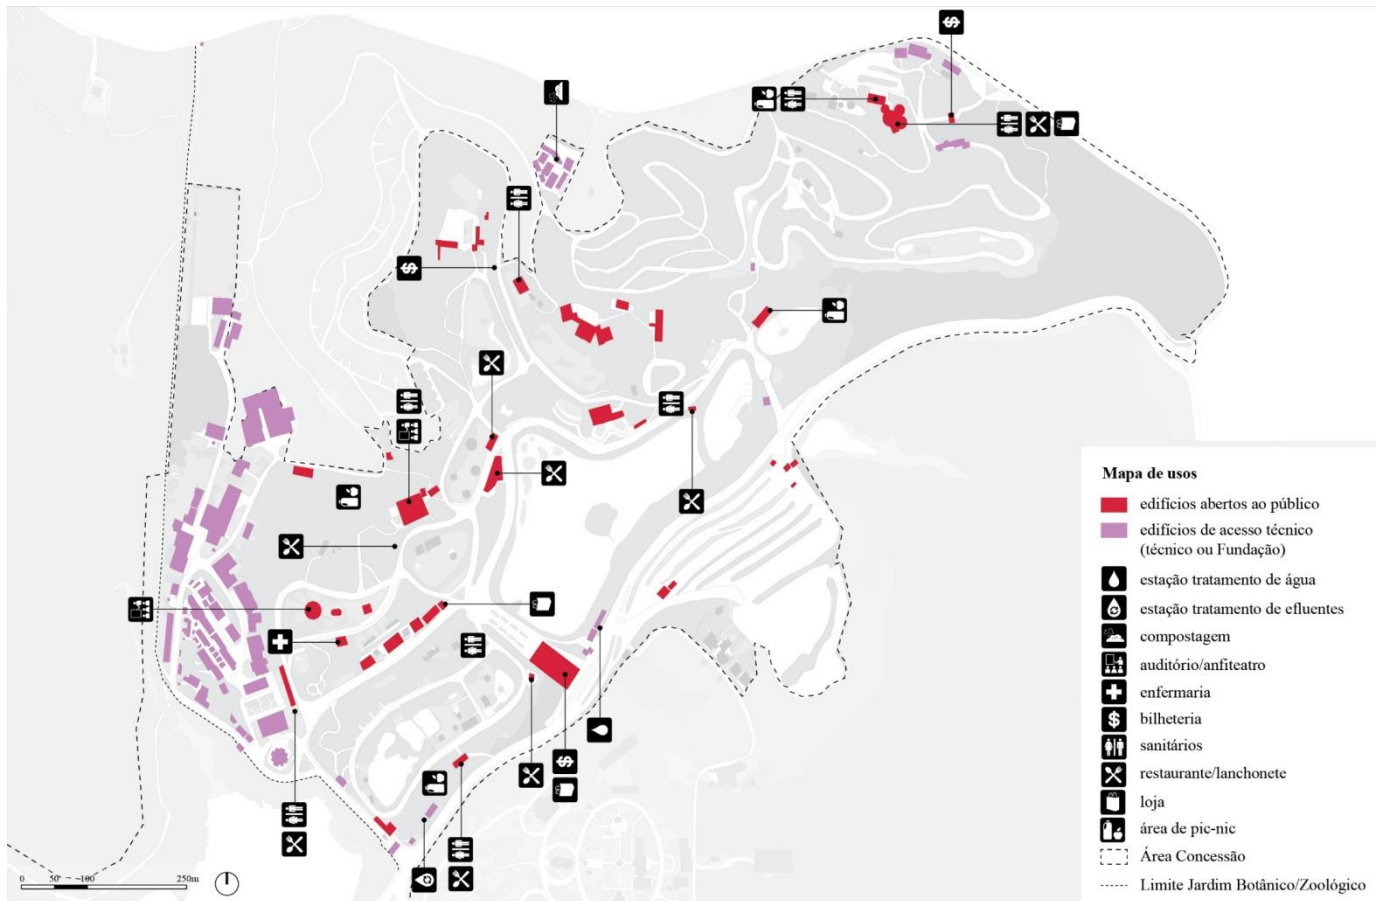 Mapa de usos
edifícios abertos ao público
edifícios de acesso técnico
(técnico ou Fundação)
estação tratamento de água
estação tratamento de efluentes
compostagem
auditório/anfiteatro
enfermaria
$ bilheteria
sanitários
restaurante/lanchonete
loja
área de pic-nic
Área Concessão
Limite Jardim Botânico/Zoológico
0 50 100 250m